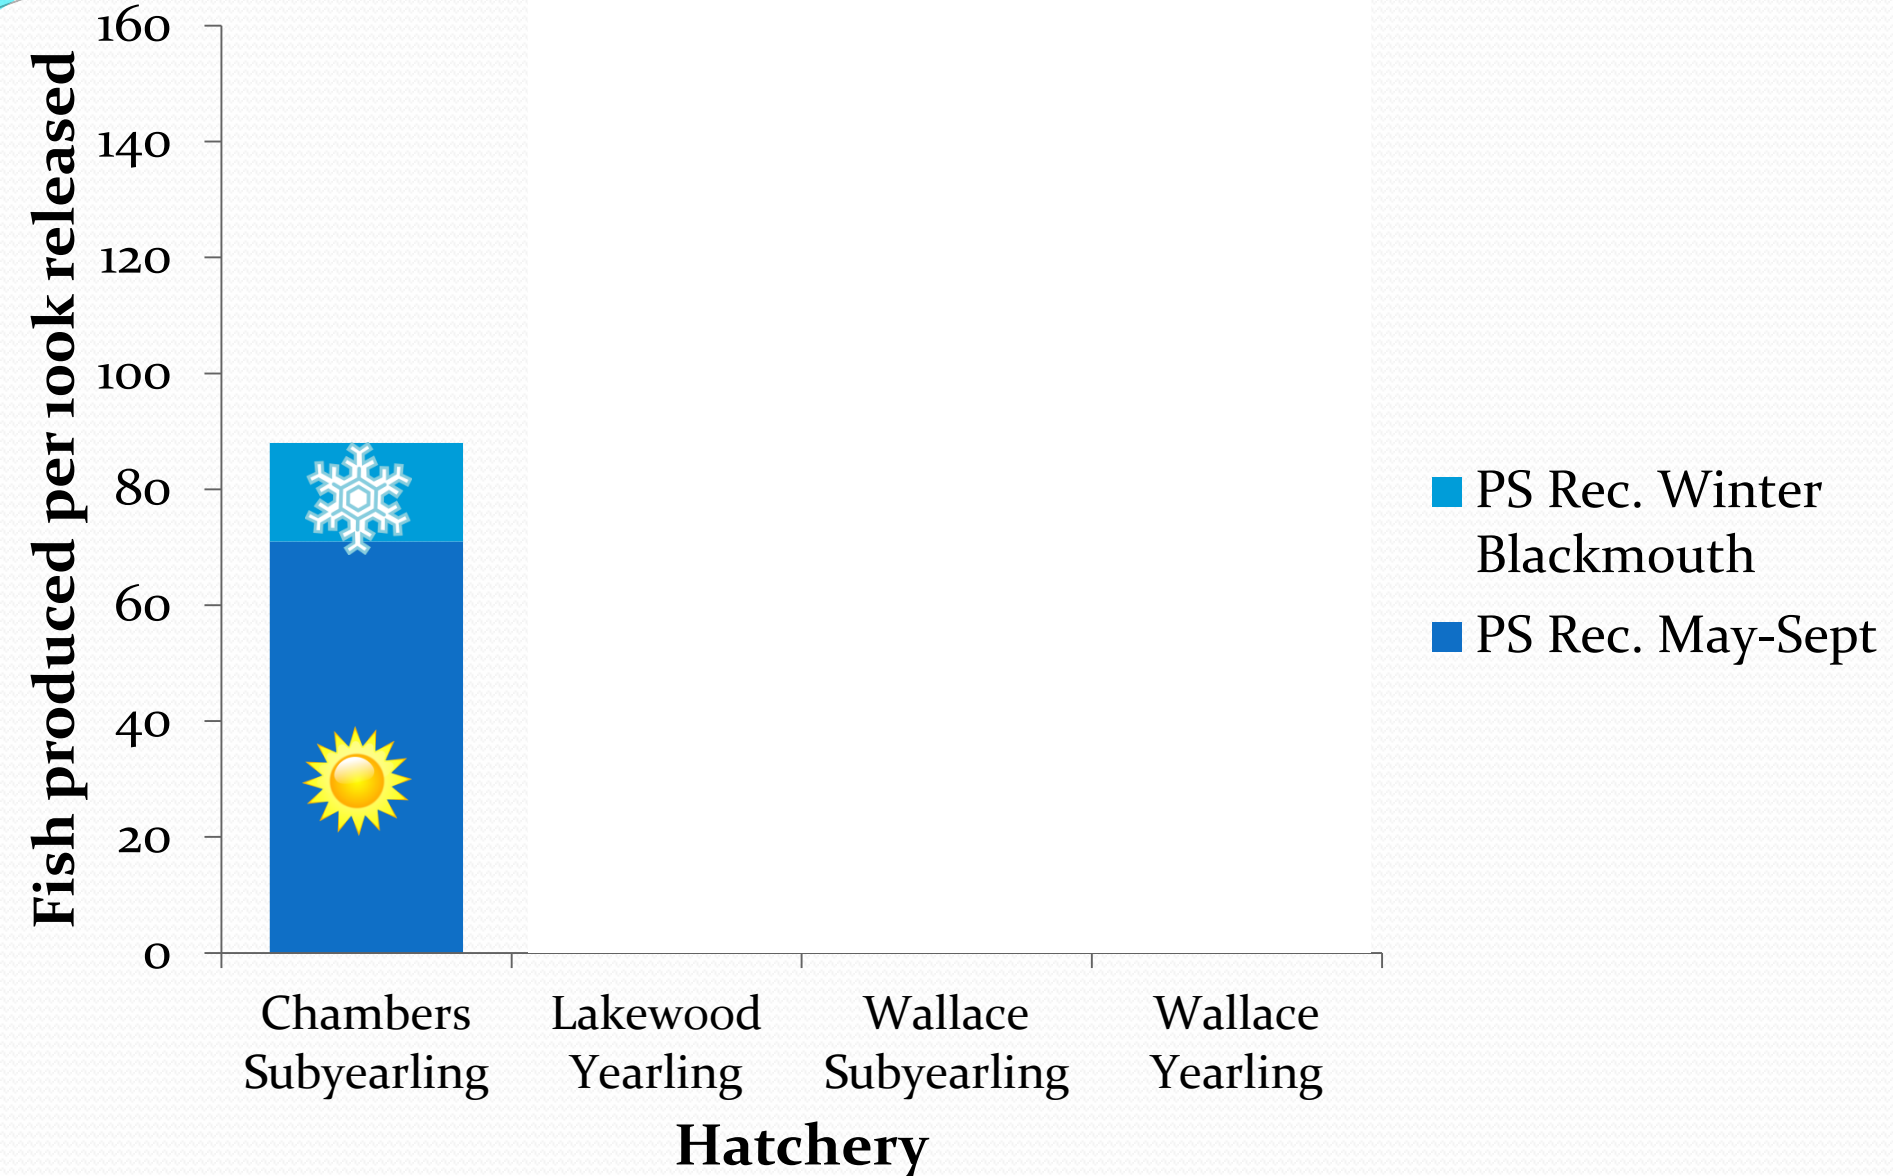 Fish produced per 100k released
160
140
120
100
80
60
40
20
0
Chambers
Subyearling
Lakewood
Yearling
Wallace
Subyearling
Wallace
Yearling
Hatchery
PS Rec. Winter
Blackmouth
PS Rec. May-Sept